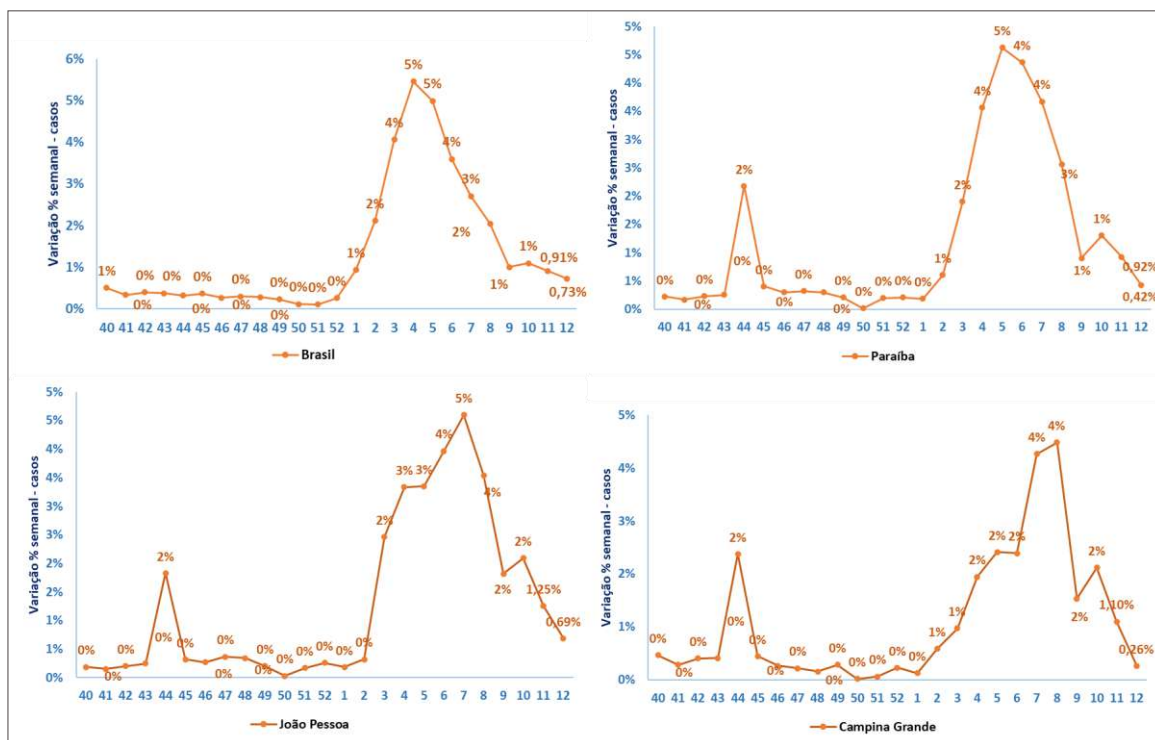 Variação % semanal - casos
6%
5%
4%
3%
2%
1%
0%
1% 0% 0% 0% 0% 0% 0% 0% 0% 0% 0% 0% 1% 2% 4% 5% 5% 4% 3% 2% 1% 1% 0,91% 0,73%
40 41 42 43 44 45 46 47 48 49 50 51 52 1 2 3 4 5 6 7 8 9 10 11 12
Brasil
Variação % semanal - casos
5%
5%
4%
4%
3%
3%
2%
2%
1%
1%
0%
0% 0% 0% 2% 0% 0% 0% 0% 0% 0% 0% 0% 0% 0% 1% 2% 4% 5% 4% 4% 3% 1% 1% 0,92% 0,42%
40 41 42 43 44 45 46 47 48 49 50 51 52 1 2 3 4 5 6 7 8 9 10 11 12
Paraíba
Variação % semanal - casos
5%
5%
4%
4%
3%
3%
2%
2%
1%
1%
0%
0% 0% 0% 2% 0% 0% 0% 0% 0% 0% 0% 0% 0% 0% 0% 2% 3% 3% 4% 5% 4% 2% 2% 1,25% 0,69%
40 41 42 43 44 45 46 47 48 49 50 51 52 1 2 3 4 5 6 7 8 9 10 11 12
João Pessoa
Variação % semanal - casos
5%
4%
3%
2%
1%
0%
0% 0% 0% 2% 0% 0% 0% 0% 0% 0% 0% 0% 0% 0% 1% 1% 2% 2% 2% 4% 4% 2% 2% 1,10% 0,26%
40 41 42 43 44 45 46 47 48 49 50 51 52 1 2 3 4 5 6 7 8 9 10 11 12
Campina Grande